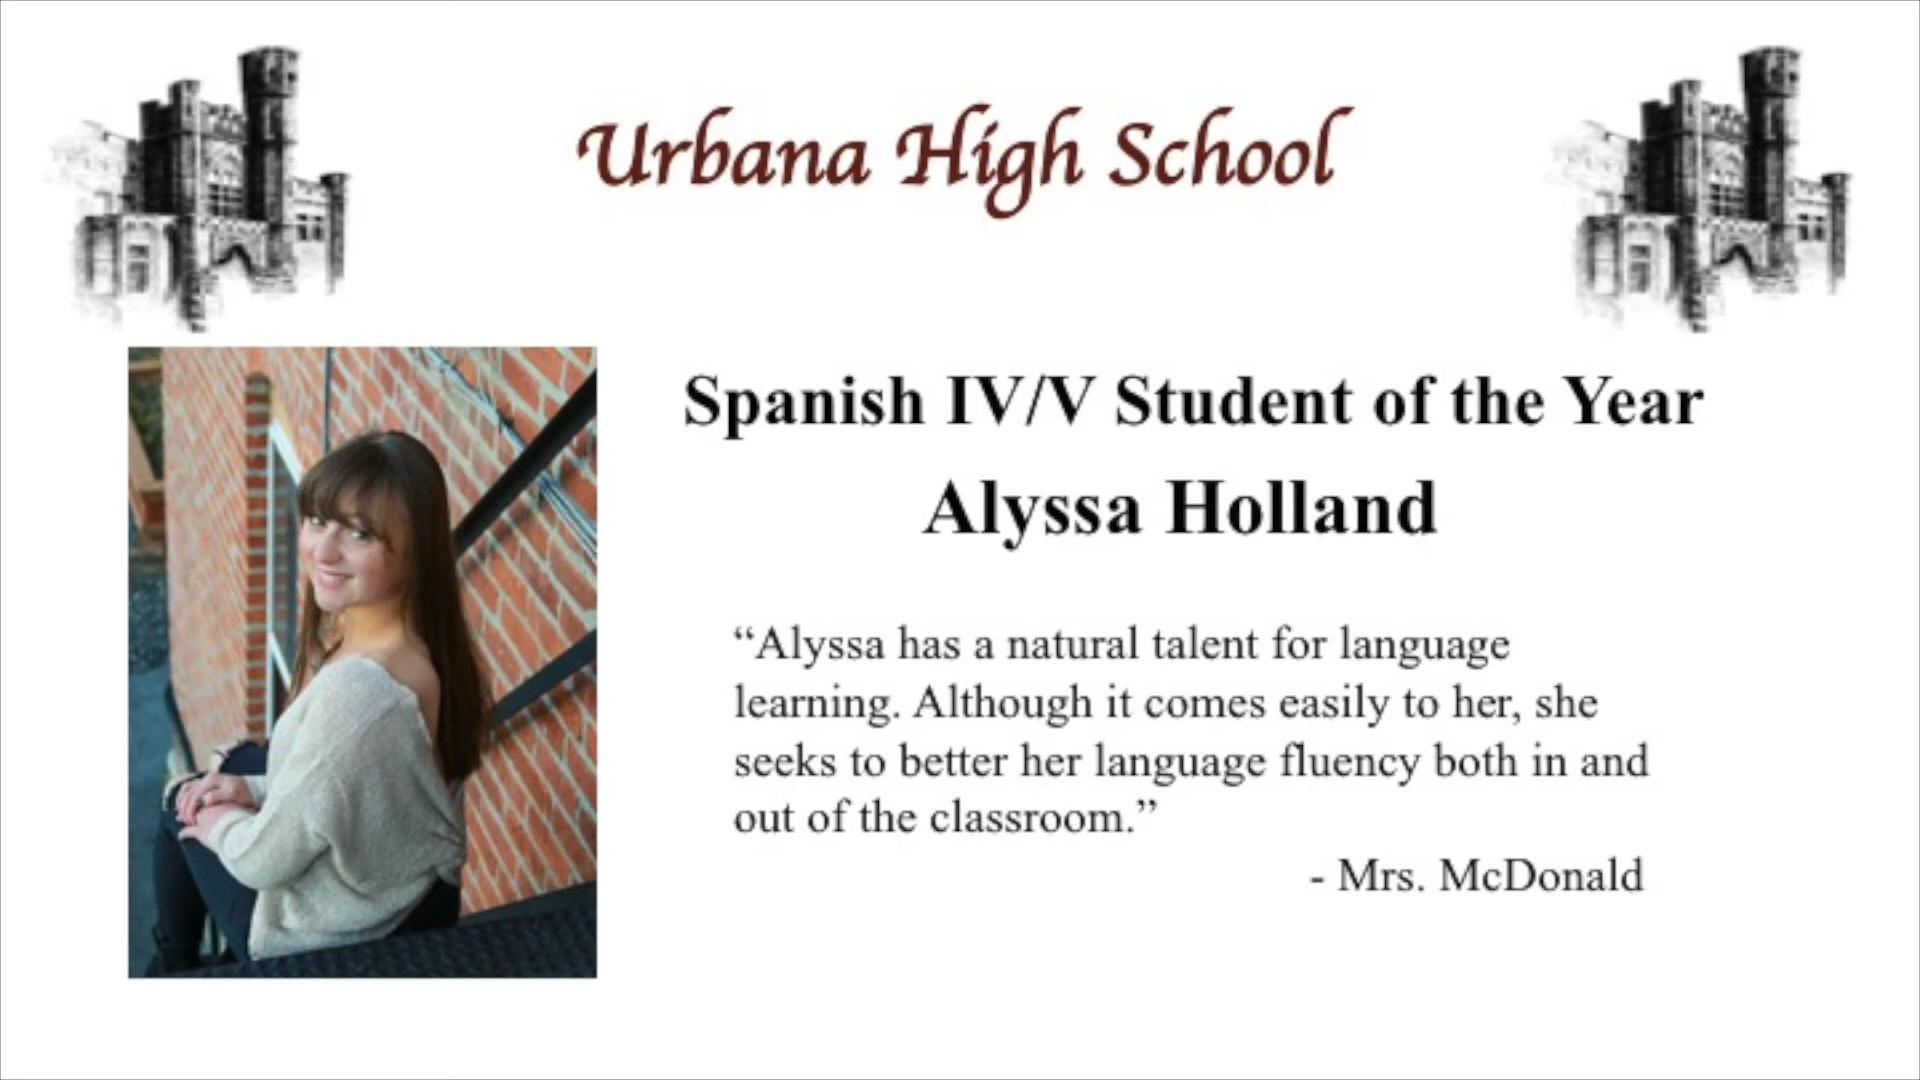 Urbana High School
Spanish IV/V Student of the Year
Alyssa Holland
“Alyssa has a natural talent for language
learning. Although it comes easily to her, she
seeks to better her language fluency both in and
out of the classroom.”
- Mrs. McDonald